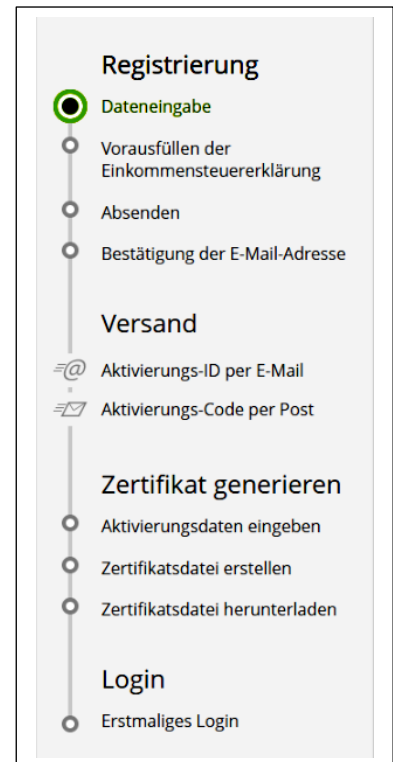 Registrierung
Dateneingabe
Vorausfüllen der
Einkommensteuererklärung
Absenden
Bestätigung der E-Mail-Adresse
Versand
Aktivierungs-ID per E-Mail
Aktivierungs-Code per Post
Zertifikat generieren
Aktivierungsdaten eingeben
Zertifikatsdatei erstellen
Zertifikatsdatei herunterladen
Login
Erstmaliges Login